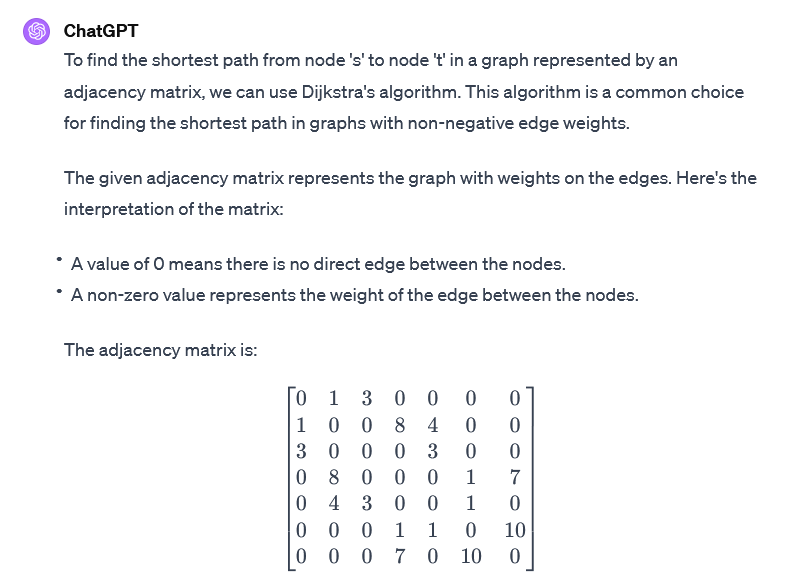 ChatGPT
To find the shortest path from node 's' to node 't' in a graph represented by an
adjacency matrix, we can use Dijkstra's algorithm. This algorithm is a common choice
for finding the shortest path in graphs with non-negative edge weights.
The given adjacency matrix represents the graph with weights on the edges. Here's the
interpretation of the matrix:
• A value of 0 means there is no direct edge between the nodes.
• A non-zero value represents the weight of the edge between the nodes.
The adjacency matrix is:
0 1 3 0 0 0 0
1 0 0 8 4 0 0
3 0 0 0 3 0 0
0 8 0 0 0 1 7
0 4 3 0 0 1 0
0 0 0 1 1 0 10
0 0 0 7 0 10 0